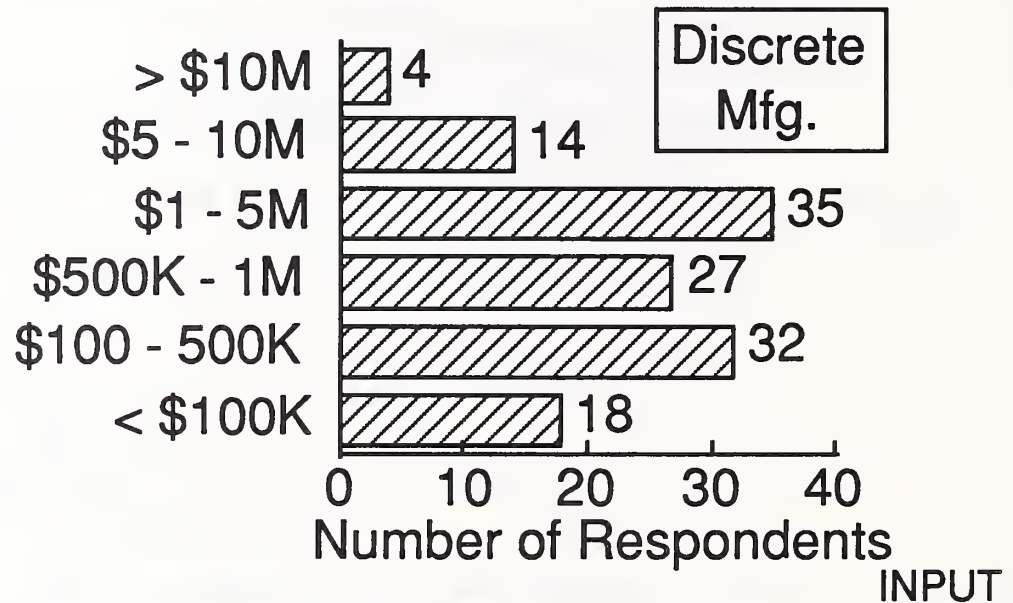 Discrete
Mfg.
> $10M 4
$5 - 10M 14
$1 - 5M 35
$500K - 1M 27
$100 - 500K 32
< $100K 18
0 10 20 30 40
Number of Respondents
INPUT